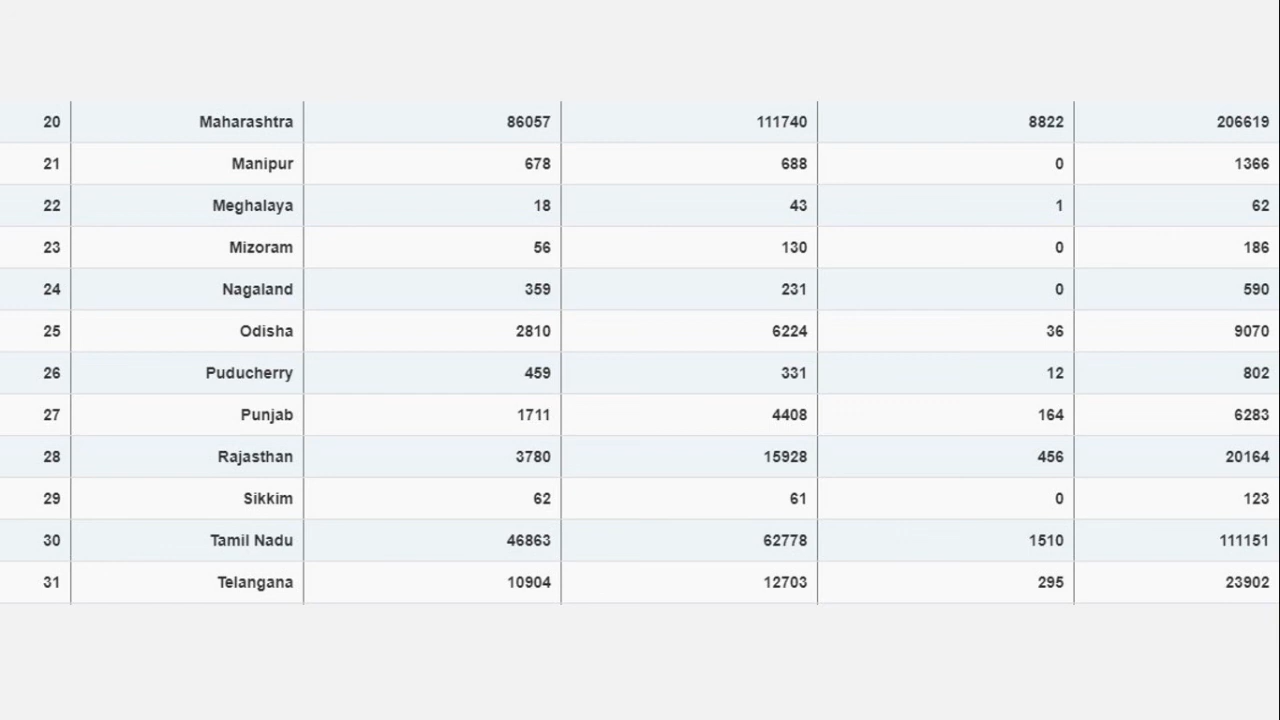 20 Maharashtra 86057 111740 8822 206619
21 Manipur 678 688 0 1366
22 Meghalaya 18 43 1 62
23 Mizoram 56 130 0 186
24 Nagaland 359 231 0 590
25 Odisha 2810 6224 36 9070
26 Puducherry 459 331 12 802
27 Punjab 1711 4408 164 6283
28 Rajasthan 3780 15928 456 20164
29 Sikkim 62 61 0 123
30 Tamil Nadu 46863 62778 1510 111151
31 Telangana 10904 12703 295 23902